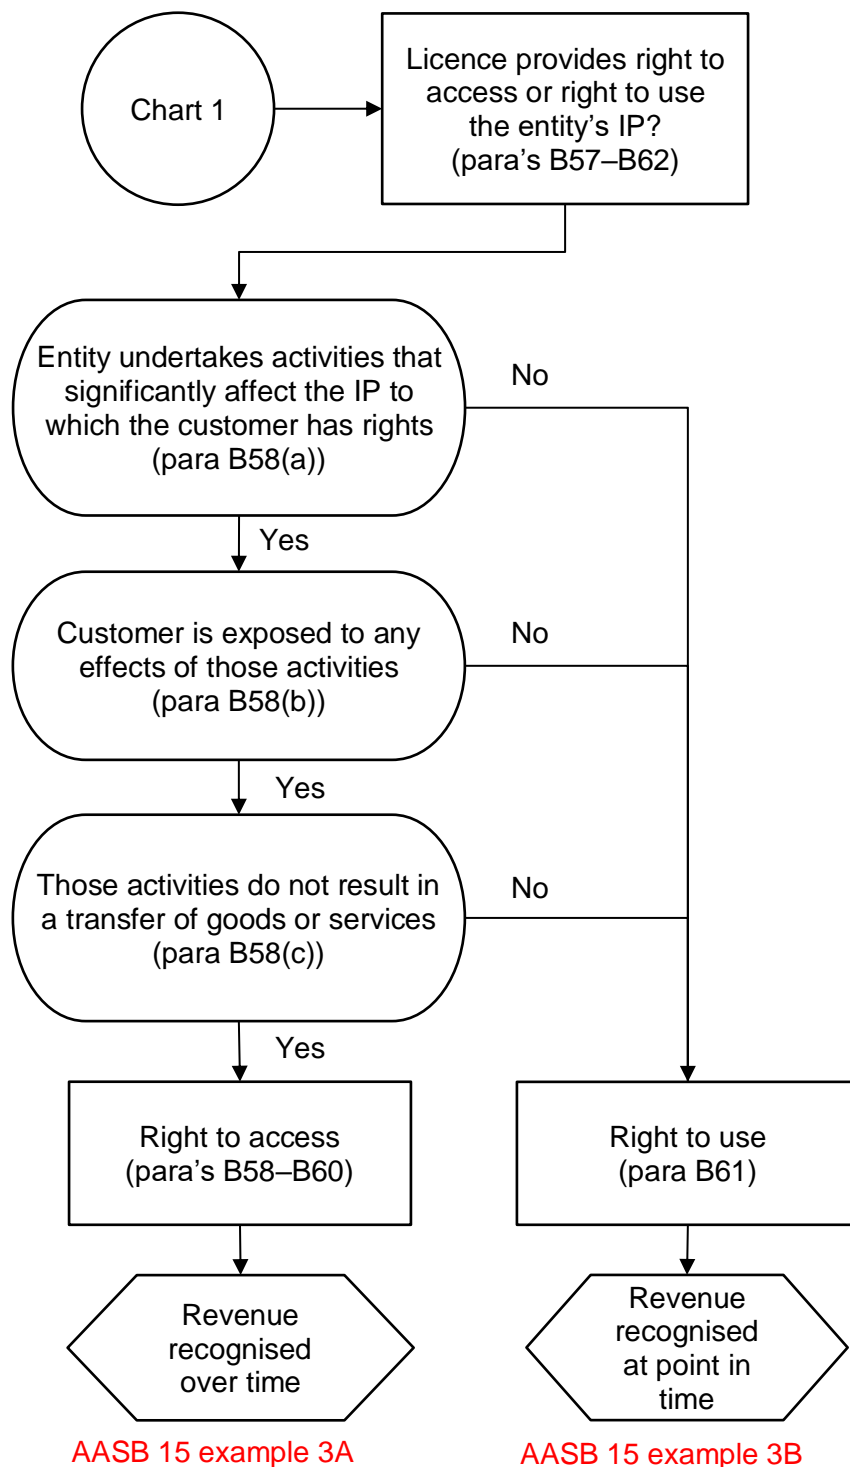 Chart 1
Licence provides right to
access or right to use
the entity’s IP?
(para’s B57–B62)
Entity undertakes activities that
significantly affect the IP to
which the customer has rights
(para B58(a))
No
Yes
Customer is exposed to any
effects of those activities
(para B58(b))
No
Yes
Those activities do not result in
a transfer of goods or services
(para B58(c))
No
Yes
Right to access
(para’s B58–B60)
Right to use
(para B61)
Revenue
recognised
over time
Revenue
recognised
at point in
time
AASB 15 example 3A
AASB 15 example 3B